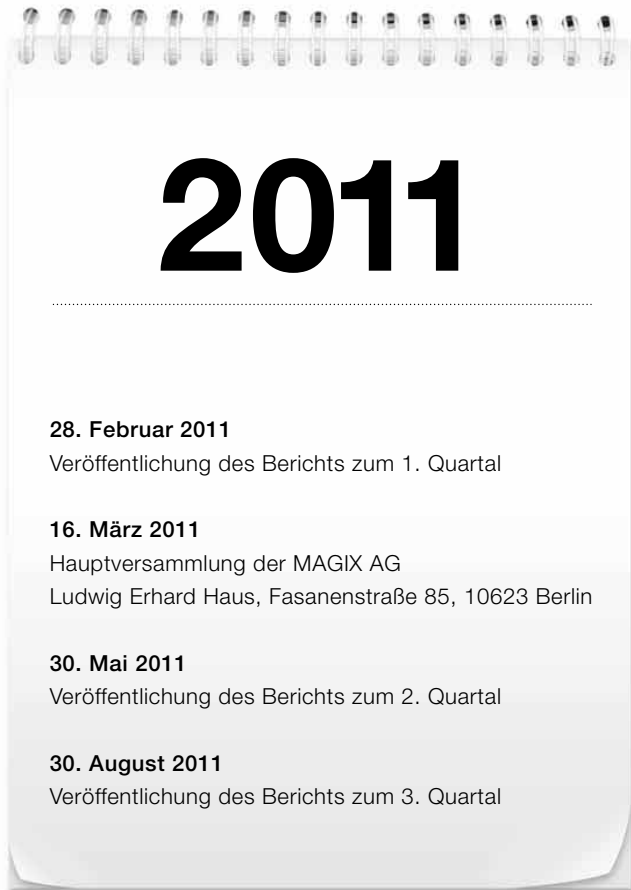 2011
28. Februar 2011
Veröffentlichung des Berichts zum 1. Quartal
16. März 2011
Hauptversammlung der MAGIX AG
Ludwig Erhard Haus, Fasanenstraße 85, 10623 Berlin
30. Mai 2011
Veröffentlichung des Berichts zum 2. Quartal
30. August 2011
Veröffentlichung des Berichts zum 3. Quartal